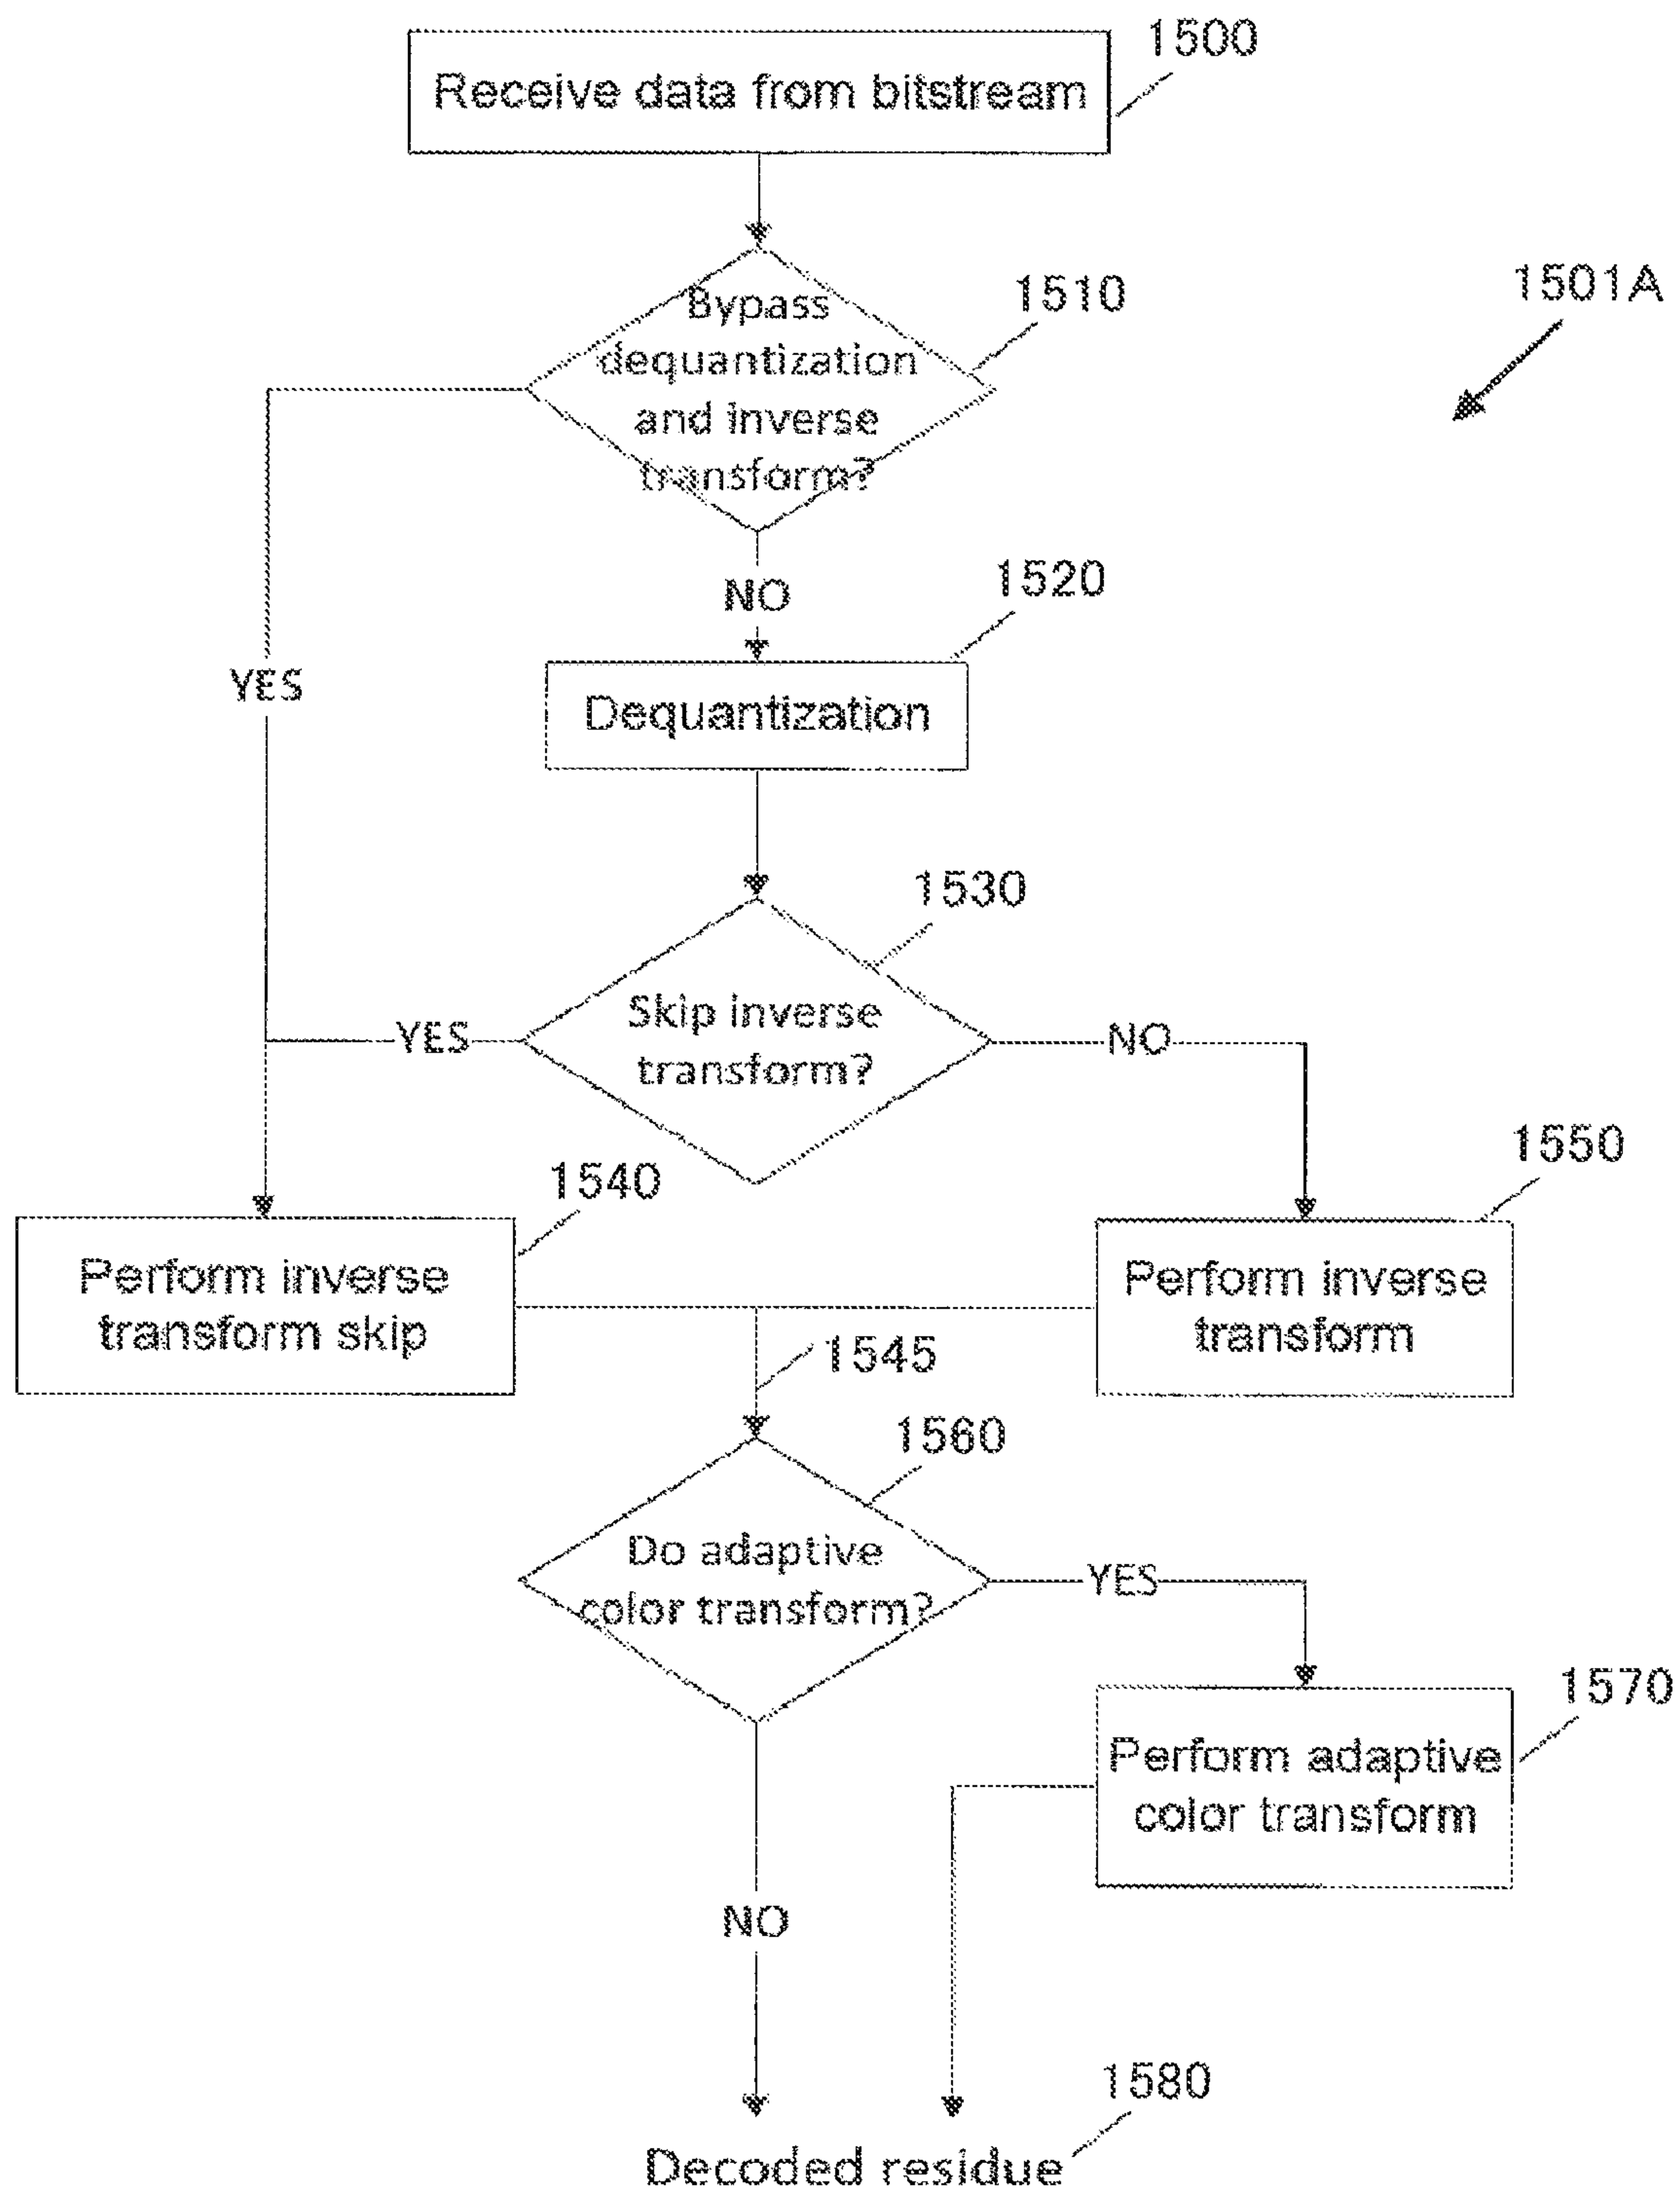 1500
Receive data from bitstream
1510
1501A
Bypass
dequantization
and inverse
transform?
NO
1520
YES
Dequantization
1530
Skip inverse
transform?
YES
NO
1540
1550
Perform inverse
transform skip
Perform inverse
transform
1545
1560
Do adaptive
color transform?
YES
1570
Perform adaptive
color transform
NO
1580
Decoded residue